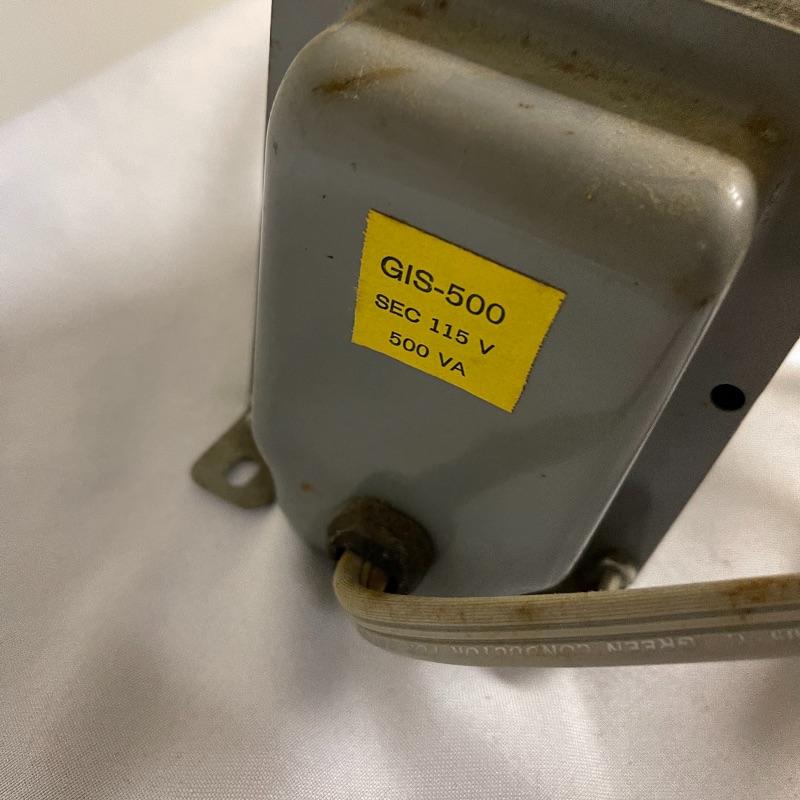 GIS-500
SEC 115 V
500 VA
GREEN CONDUCTOR